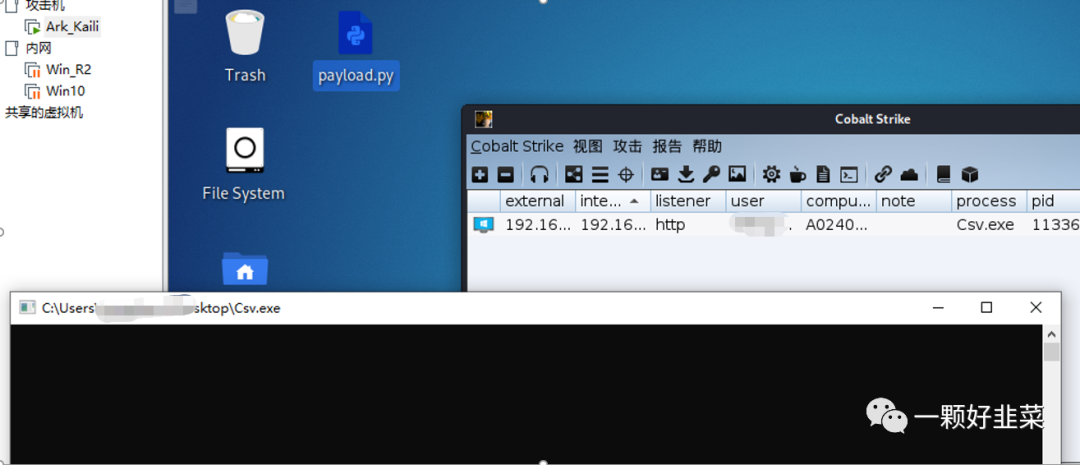 攻击机
Ark_Kaili
内网
Win_R2
Win10
共享的虚拟机
Trash
payload.py
File System
Cobalt Strike
Cobalt Strike 视图 攻击 报告 帮助
external inte... listener user compu... note process pid
192.16... 192.16... http . A0240... Csv.exe 11336
C:\Users\ sktop\Csv.exe
一颗好韭菜